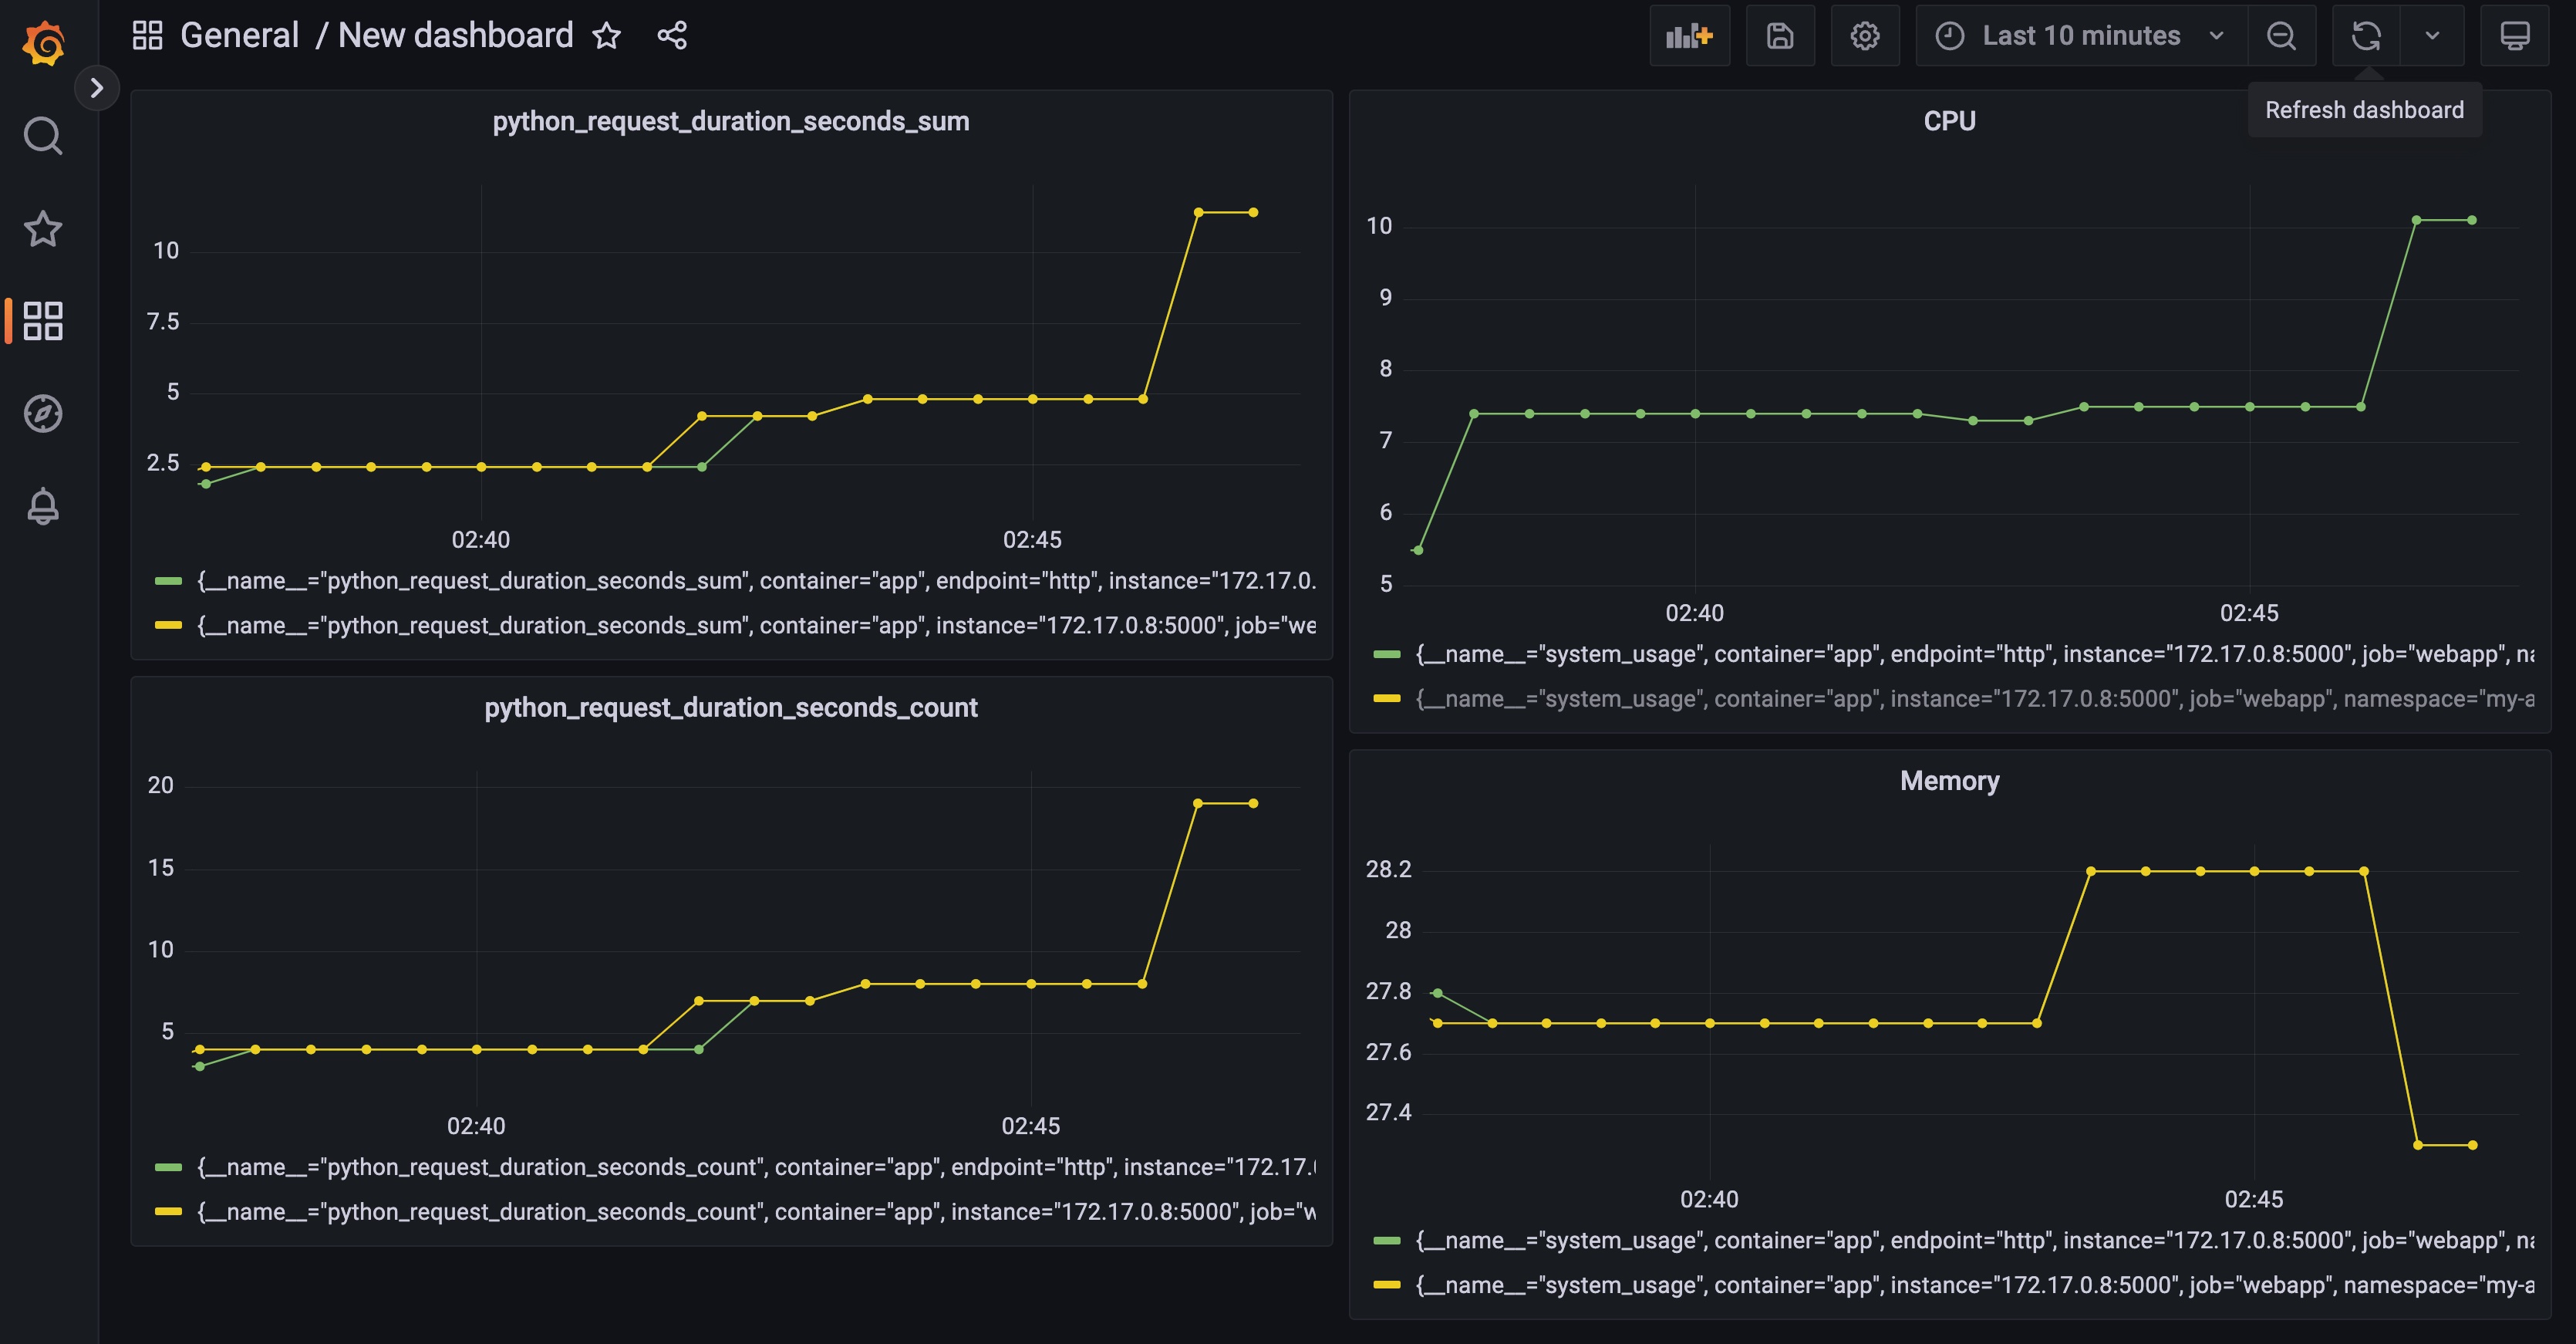 General / New dashboard
Last 10 minutes
Refresh dashboard
python_request_duration_seconds_sum
10
7.5
5
2.5
02:40 02:45
{__name__="python_request_duration_seconds_sum", container="app", endpoint="http", instance="172.17.0.
{__name__="python_request_duration_seconds_sum", container="app", instance="172.17.0.8:5000", job="we
CPU
10
9
8
7
6
5
02:40 02:45
{__name__="system_usage", container="app", endpoint="http", instance="172.17.0.8:5000", job="webapp", na
{__name__="system_usage", container="app", instance="172.17.0.8:5000", job="webapp", namespace="my-a
python_request_duration_seconds_count
20
15
10
5
02:40 02:45
{__name__="python_request_duration_seconds_count", container="app", endpoint="http", instance="172.17.
{__name__="python_request_duration_seconds_count", container="app", instance="172.17.0.8:5000", job="w
Memory
28.2
28
27.8
27.6
27.4
02:40 02:45
{__name__="system_usage", container="app", endpoint="http", instance="172.17.0.8:5000", job="webapp", na
{__name__="system_usage", container="app", instance="172.17.0.8:5000", job="webapp", namespace="my-a